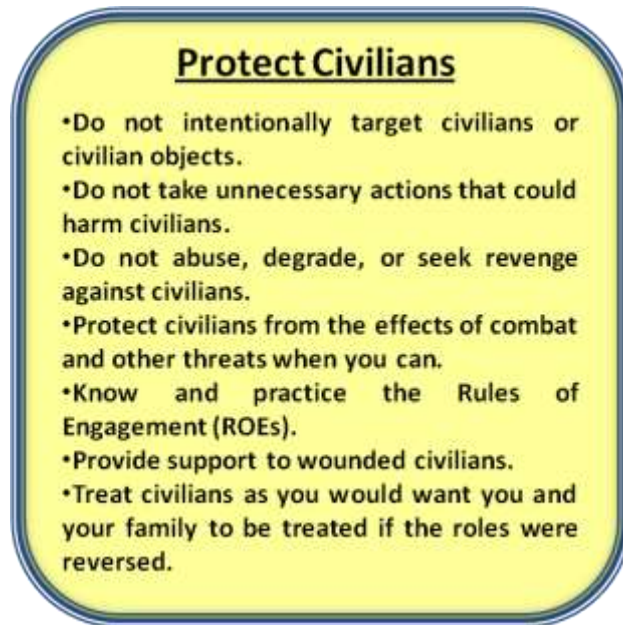 Protect Civilians
•Do not intentionally target civilians or
civilian objects.
•Do not take unnecessary actions that could
harm civilians.
•Do not abuse, degrade, or seek revenge
against civilians.
•Protect civilians from the effects of combat
and other threats when you can.
•Know and practice the Rules of
Engagement (ROEs).
•Provide support to wounded civilians.
•Treat civilians as you would want you and
your family to be treated if the roles were
reversed.